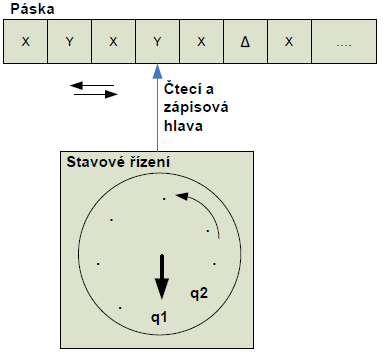 Páska
X Y X Y X Δ X ....
Čtecí a
zápisová
hlava
Stavové řízení
q2
q1